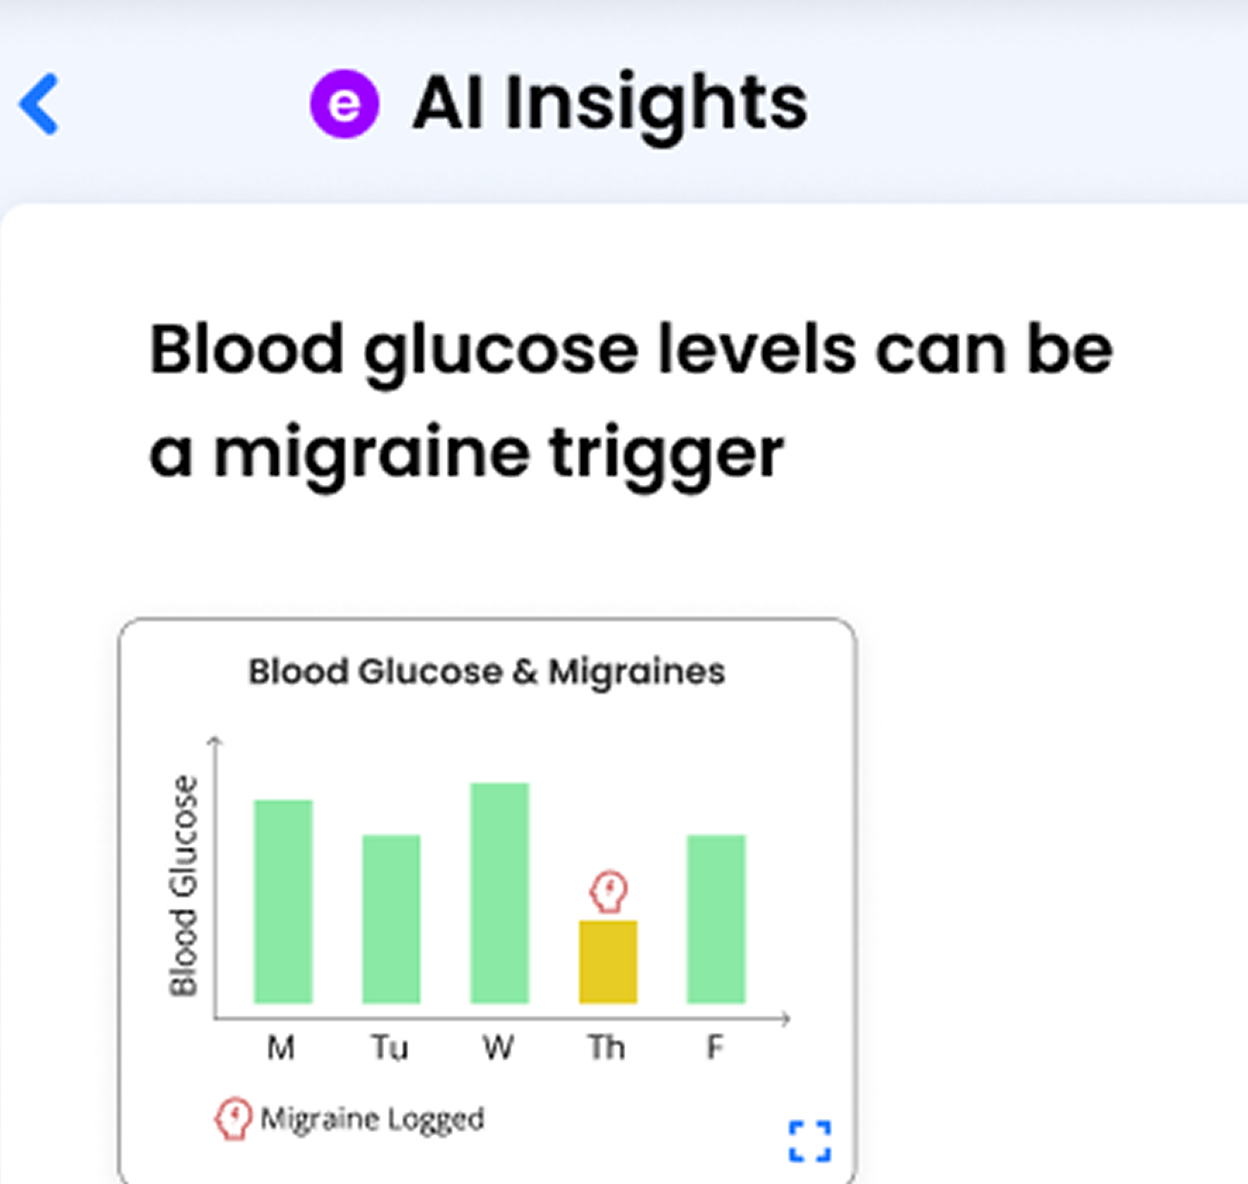 e AI Insights
Blood glucose levels can be
a migraine trigger
Blood Glucose & Migraines
Blood Glucose
M Tu W Th F
Migraine Logged